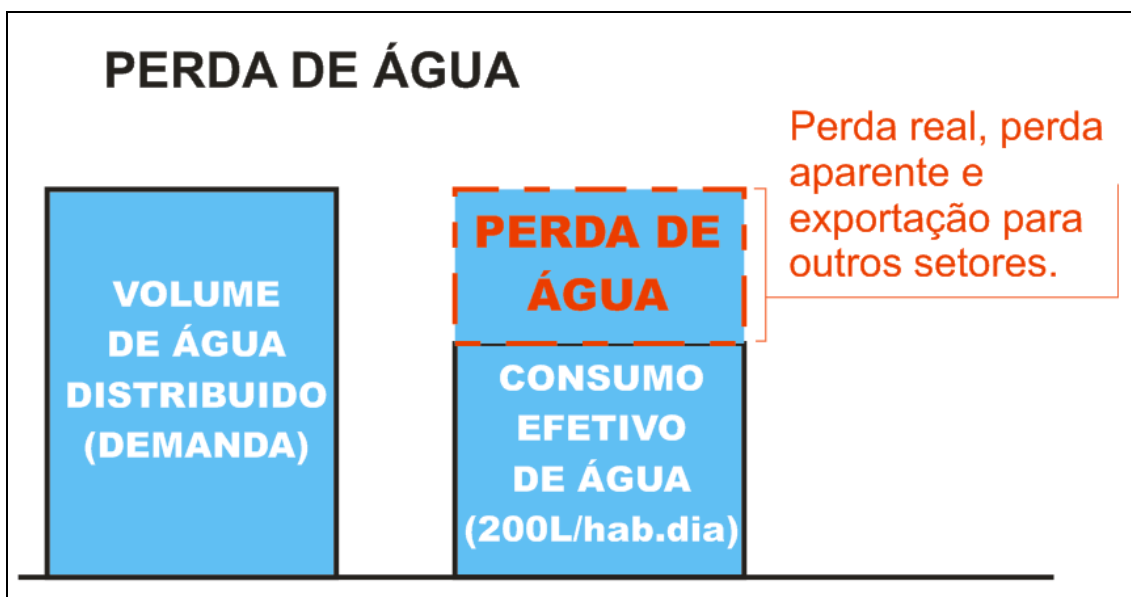 PERDA DE ÁGUA
VOLUME
DE ÁGUA
DISTRIBUIDO
(DEMANDA)
PERDA DE
ÁGUA
CONSUMO
EFETIVO
DE ÁGUA
(200L/hab.dia)
Perda real, perda
aparente e
exportação para
outros setores.